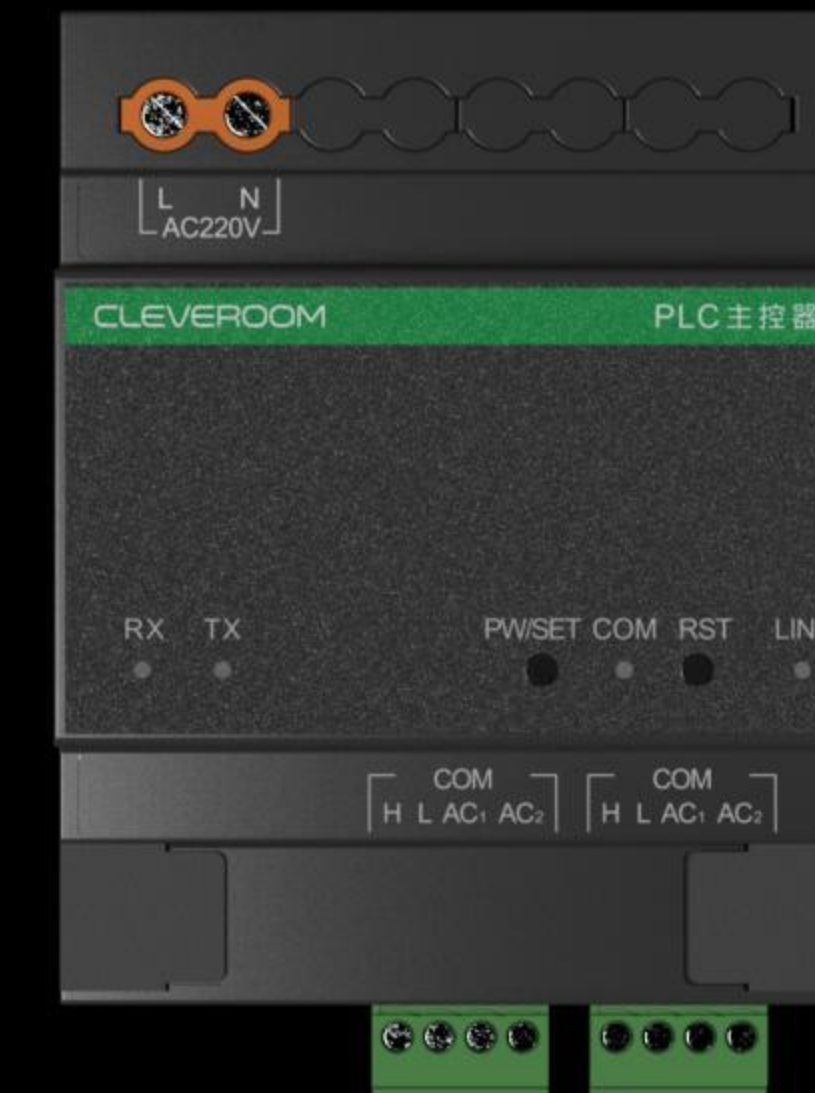 L N
AC220V
CLEVEROOM PLC主控器
RX TX PW/SET COM RST LIN
COM COM
H L AC₁ AC₂ H L AC₁ AC₂